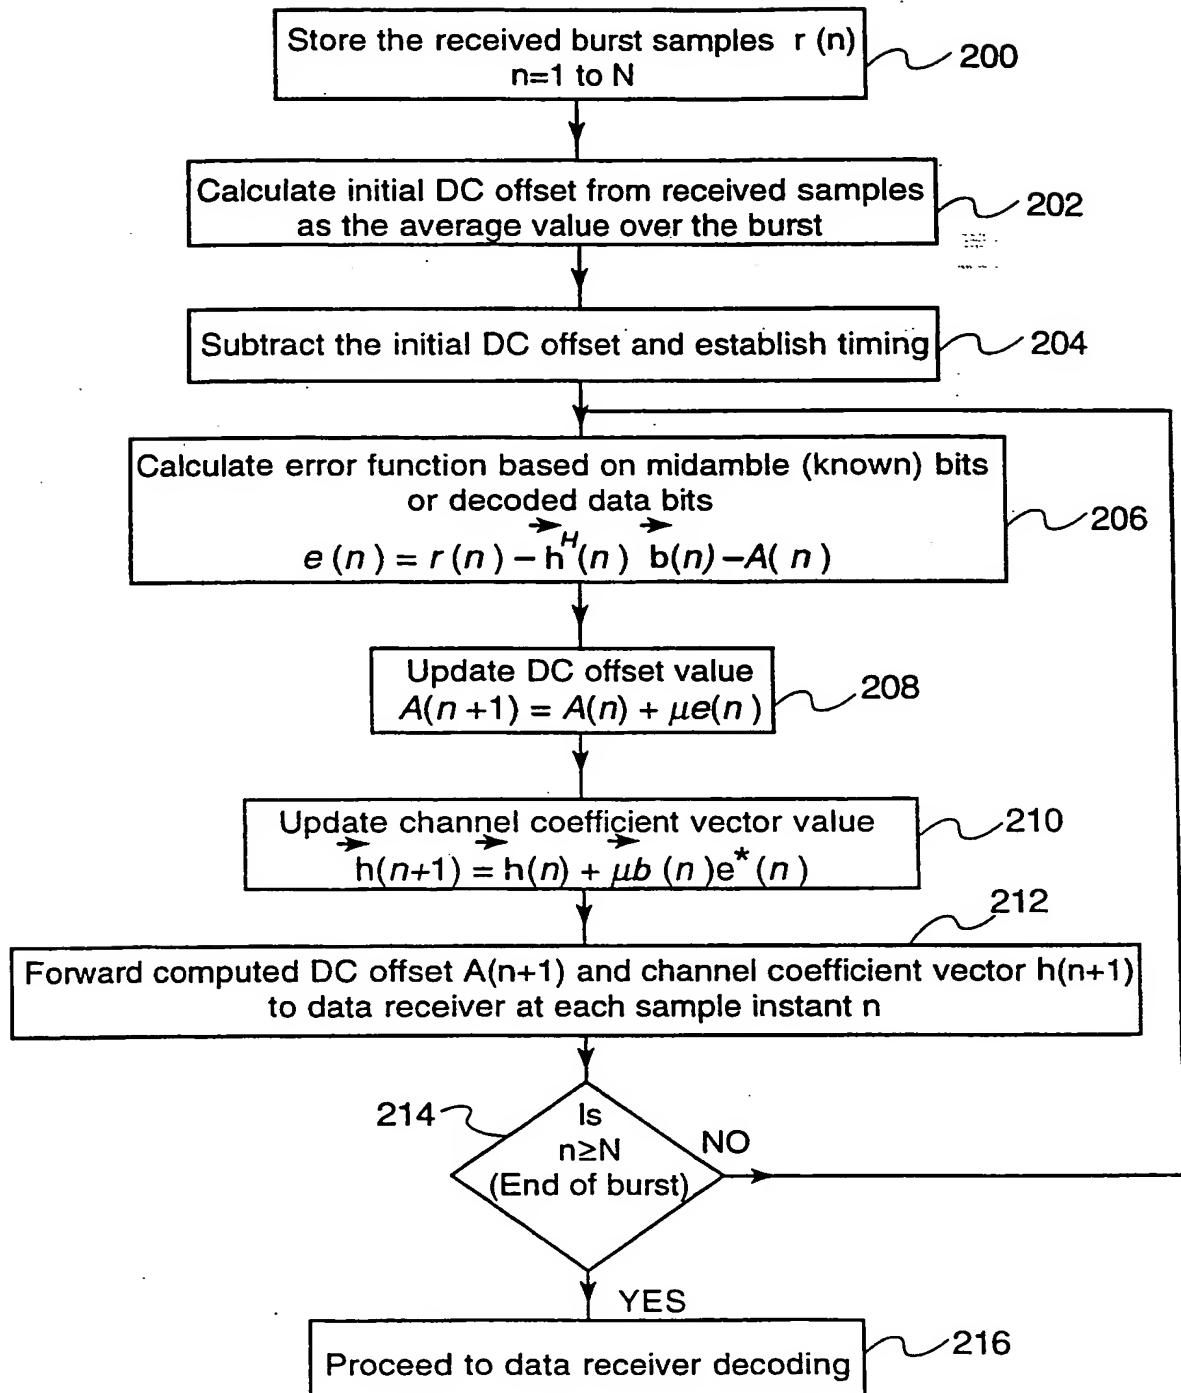 Store the received burst samples r (n)
n=1 to N
200
Calculate initial DC offset from received samples
as the average value over the burst
202
Subtract the initial DC offset and establish timing
204
Calculate error function based on midamble (known) bits
or decoded data bits
e (n) = r (n) – h^H (n) b(n) – A( n )
206
Update DC offset value
A(n +1) = A(n) + μe(n )
208
Update channel coefficient vector value
h(n+1) = h(n) + μb (n )e* (n )
210
212
Forward computed DC offset A(n+1) and channel coefficient vector h(n+1)
to data receiver at each sample instant n
214
Is
n≥N
(End of burst)
NO
YES
Proceed to data receiver decoding
216